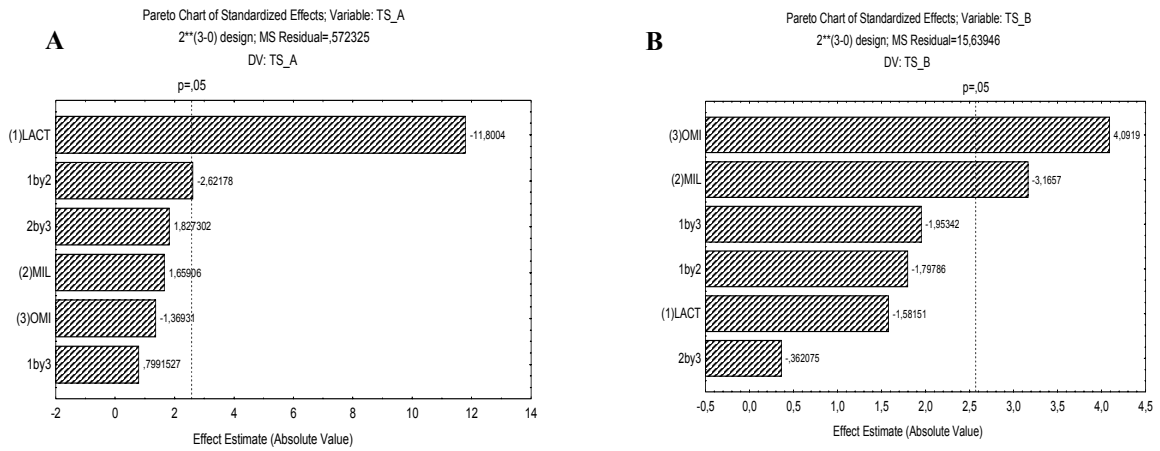 A
Pareto Chart of Standardized Effects; Variable: TS_A
2**(3-0) design; MS Residual=,572325
DV: TS_A
p=,05
(1)LACT
-11,8004
1by2
-2,62178
2by3
1,827302
(2)MIL
1,65906
(3)OMI
-1,36931
1by3
,7991527
-2 0 2 4 6 8 10 12 14
Effect Estimate (Absolute Value)
B
Pareto Chart of Standardized Effects; Variable: TS_B
2**(3-0) design; MS Residual=15,63946
DV: TS_B
p=,05
(3)OMI
4,0919
(2)MIL
-3,1657
1by3
-1,95342
1by2
-1,79786
(1)LACT
-1,58151
2by3
-,362075
-0,5 0,0 0,5 1,0 1,5 2,0 2,5 3,0 3,5 4,0 4,5
Effect Estimate (Absolute Value)